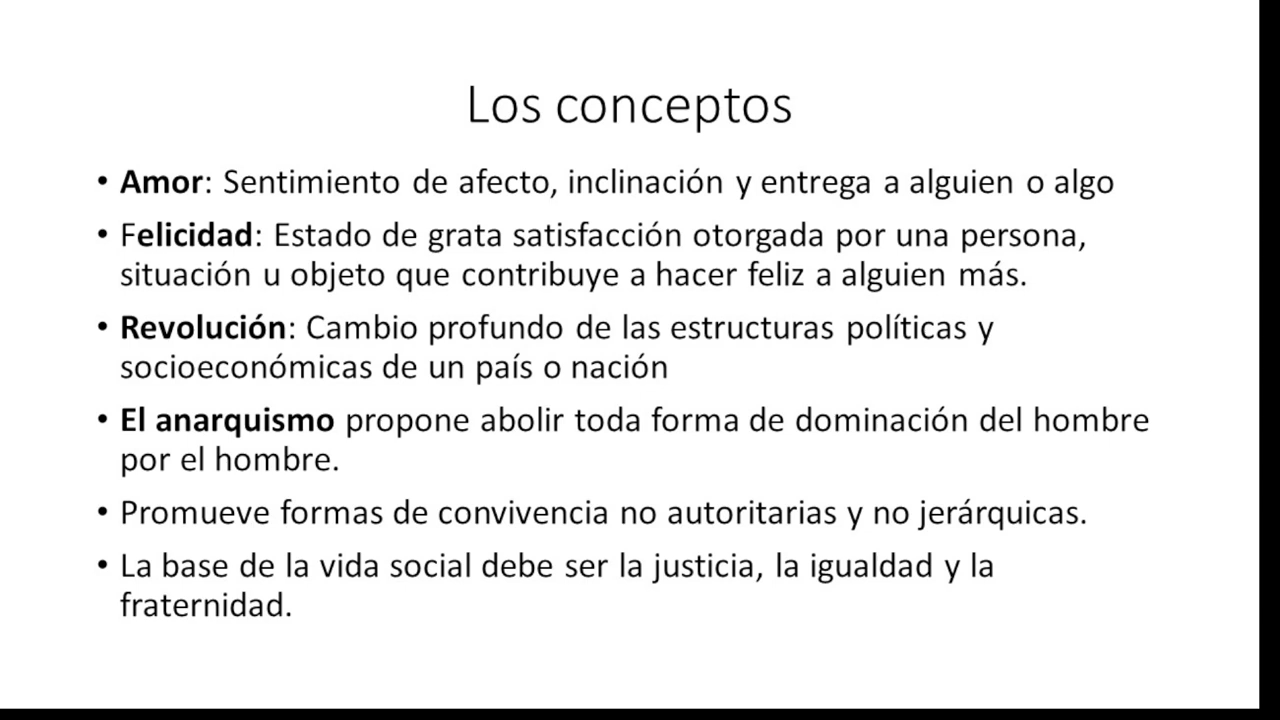 Los conceptos
• Amor: Sentimiento de afecto, inclinación y entrega a alguien o algo
• Felicidad: Estado de grata satisfacción otorgada por una persona,
situación u objeto que contribuye a hacer feliz a alguien más.
• Revolución: Cambio profundo de las estructuras políticas y
socioeconómicas de un país o nación
• El anarquismo propone abolir toda forma de dominación del hombre
por el hombre.
• Promueve formas de convivencia no autoritarias y no jerárquicas.
• La base de la vida social debe ser la justicia, la igualdad y la
fraternidad.